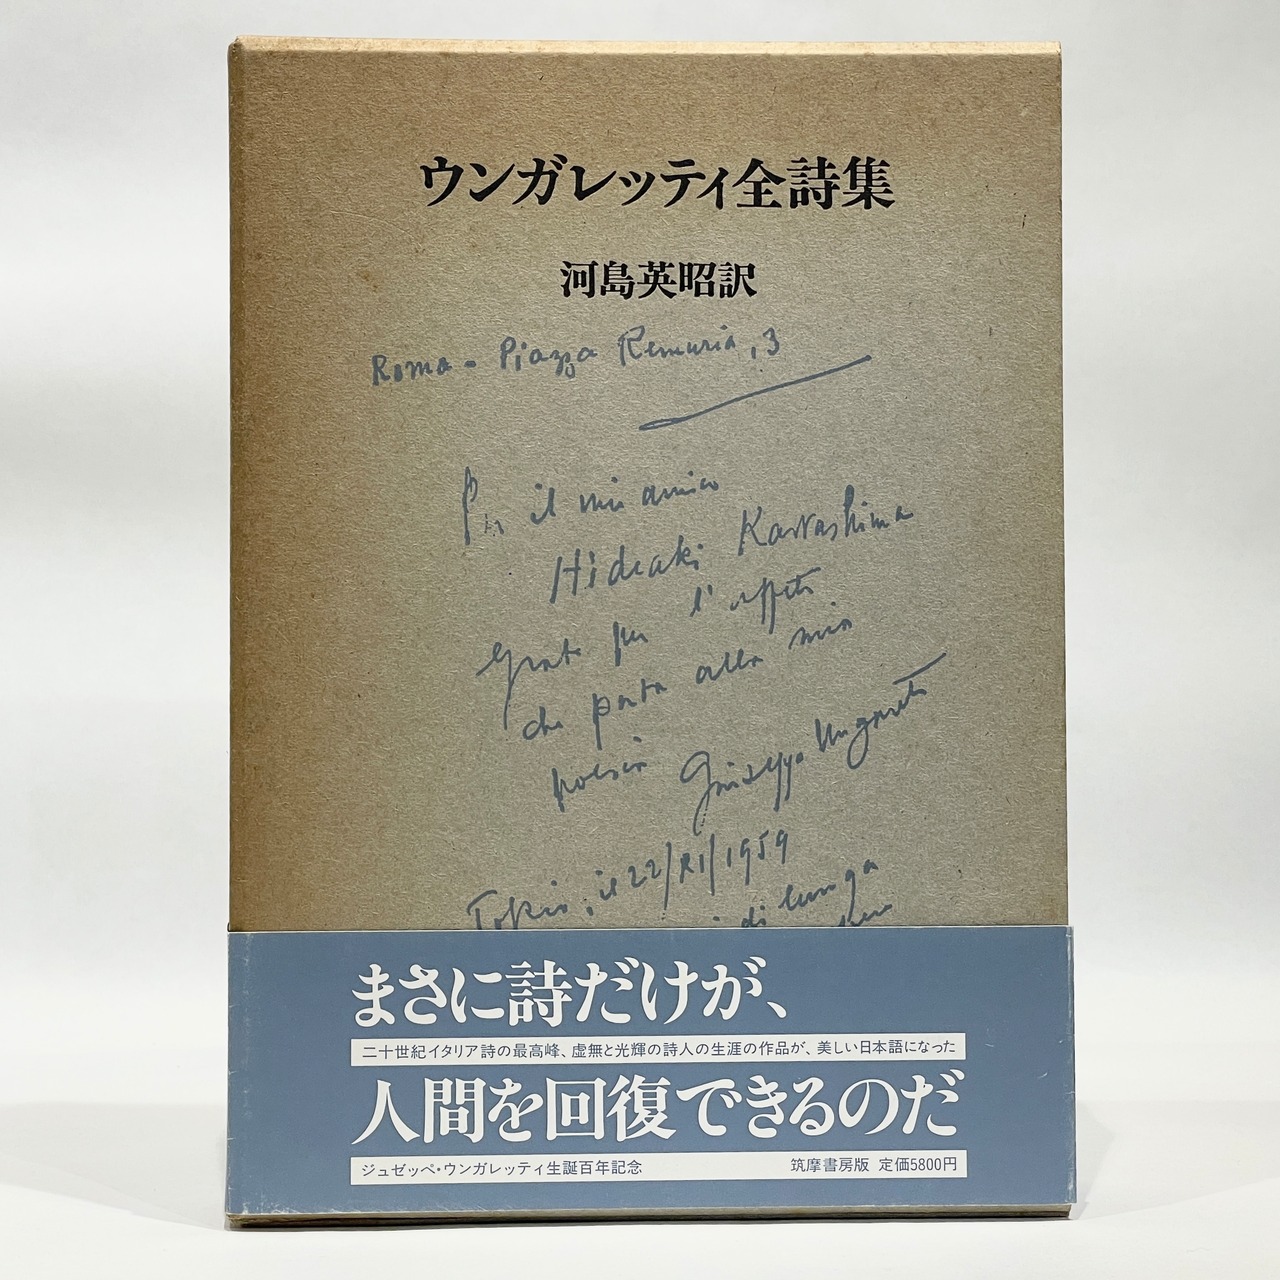 ウンガレッティ全詩集
河島英昭訳
Roma - Piazza Remuria, 3
Per il mio amico
Hideaki Kawashima
grato per l'affetto
che porta alla mia
poesia Giuseppe Ungaretti
Tokio, il 22/XI/1959
di lunga
まさに詩だけが、
二十世紀イタリア詩の最高峰、虚無と光輝の詩人の生涯の作品が、美しい日本語になった
人間を回復できるのだ
ジュゼッペ・ウンガレッティ生誕百年記念 筑摩書房版 定価5800円